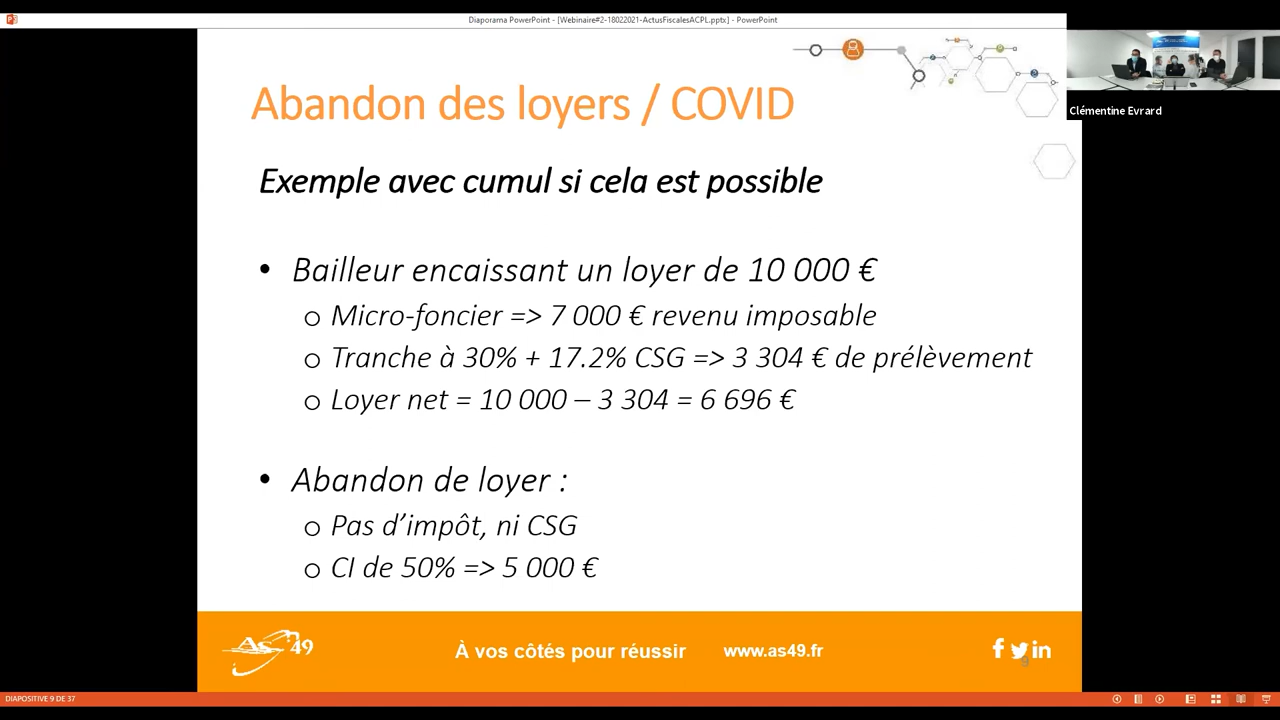 Diaporama PowerPoint - [Webinaire#2-18022021-ActusFiscalesACPL.pptx] - PowerPoint
Clémentine Evrard
Abandon des loyers / COVID
Exemple avec cumul si cela est possible
• Bailleur encaissant un loyer de 10 000 €
o Micro-foncier => 7 000 € revenu imposable
o Tranche à 30% + 17.2% CSG => 3 304 € de prélèvement
o Loyer net = 10 000 – 3 304 = 6 696 €
• Abandon de loyer :
o Pas d'impôt, ni CSG
o CI de 50% => 5 000 €
As 49
À vos côtés pour réussir
www.as49.fr
9
DIAPOSITIVE 9 DE 37